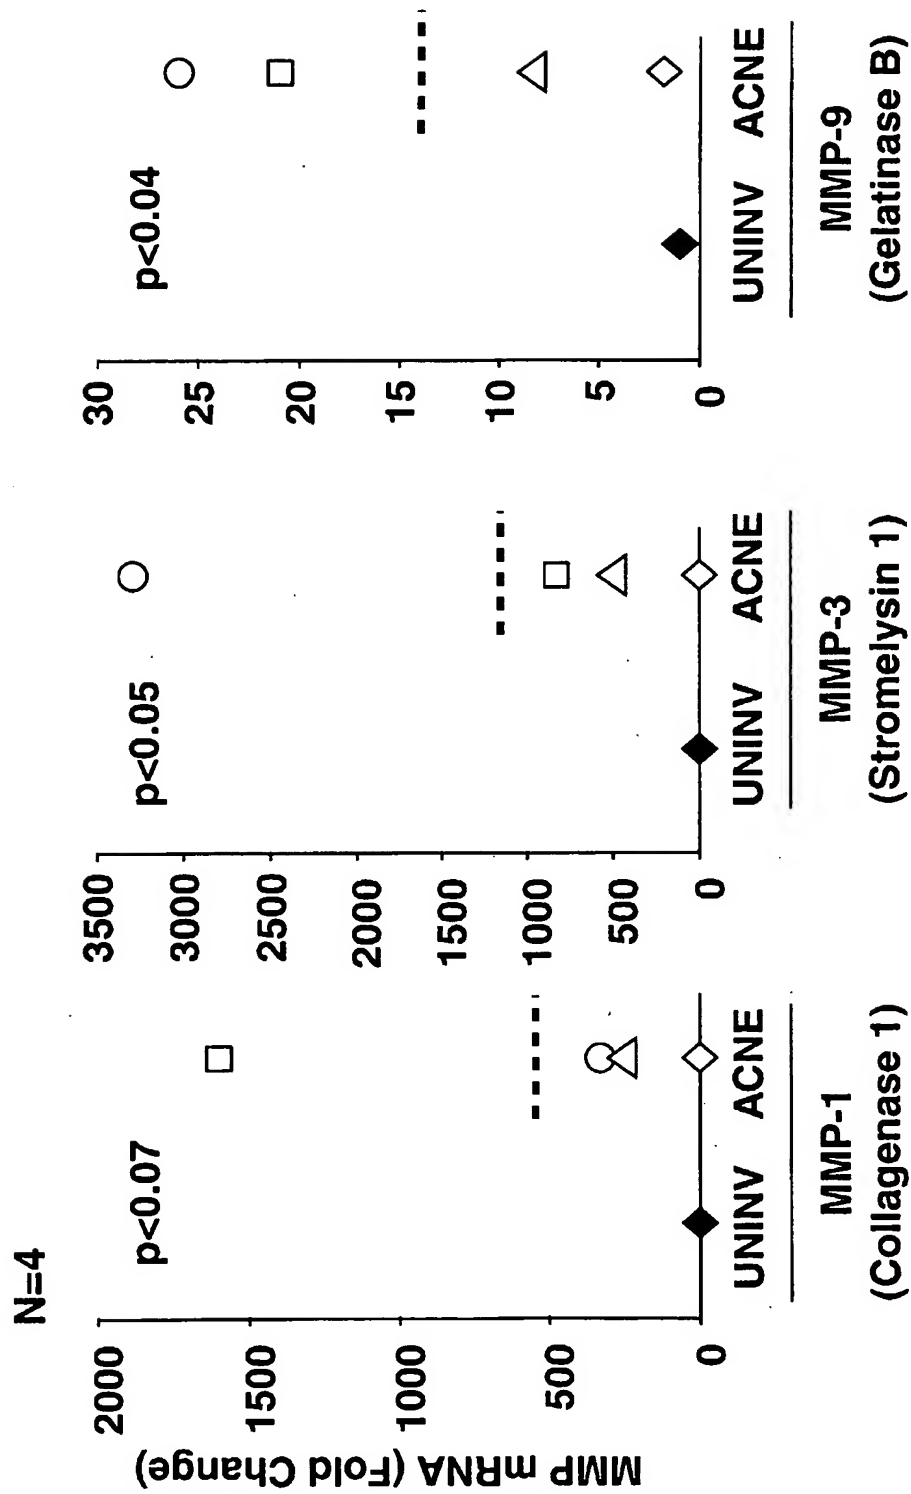 N=4
MMP mRNA (Fold Change)
2000
1500
1000
500
0
p<0.07
UNINV ACNE
MMP-1
(Collagenase 1)
3500
3000
2500
2000
1500
1000
500
0
p<0.05
UNINV ACNE
MMP-3
(Stromelysin 1)
30
25
20
15
10
5
0
p<0.04
UNINV ACNE
MMP-9
(Gelatinase B)